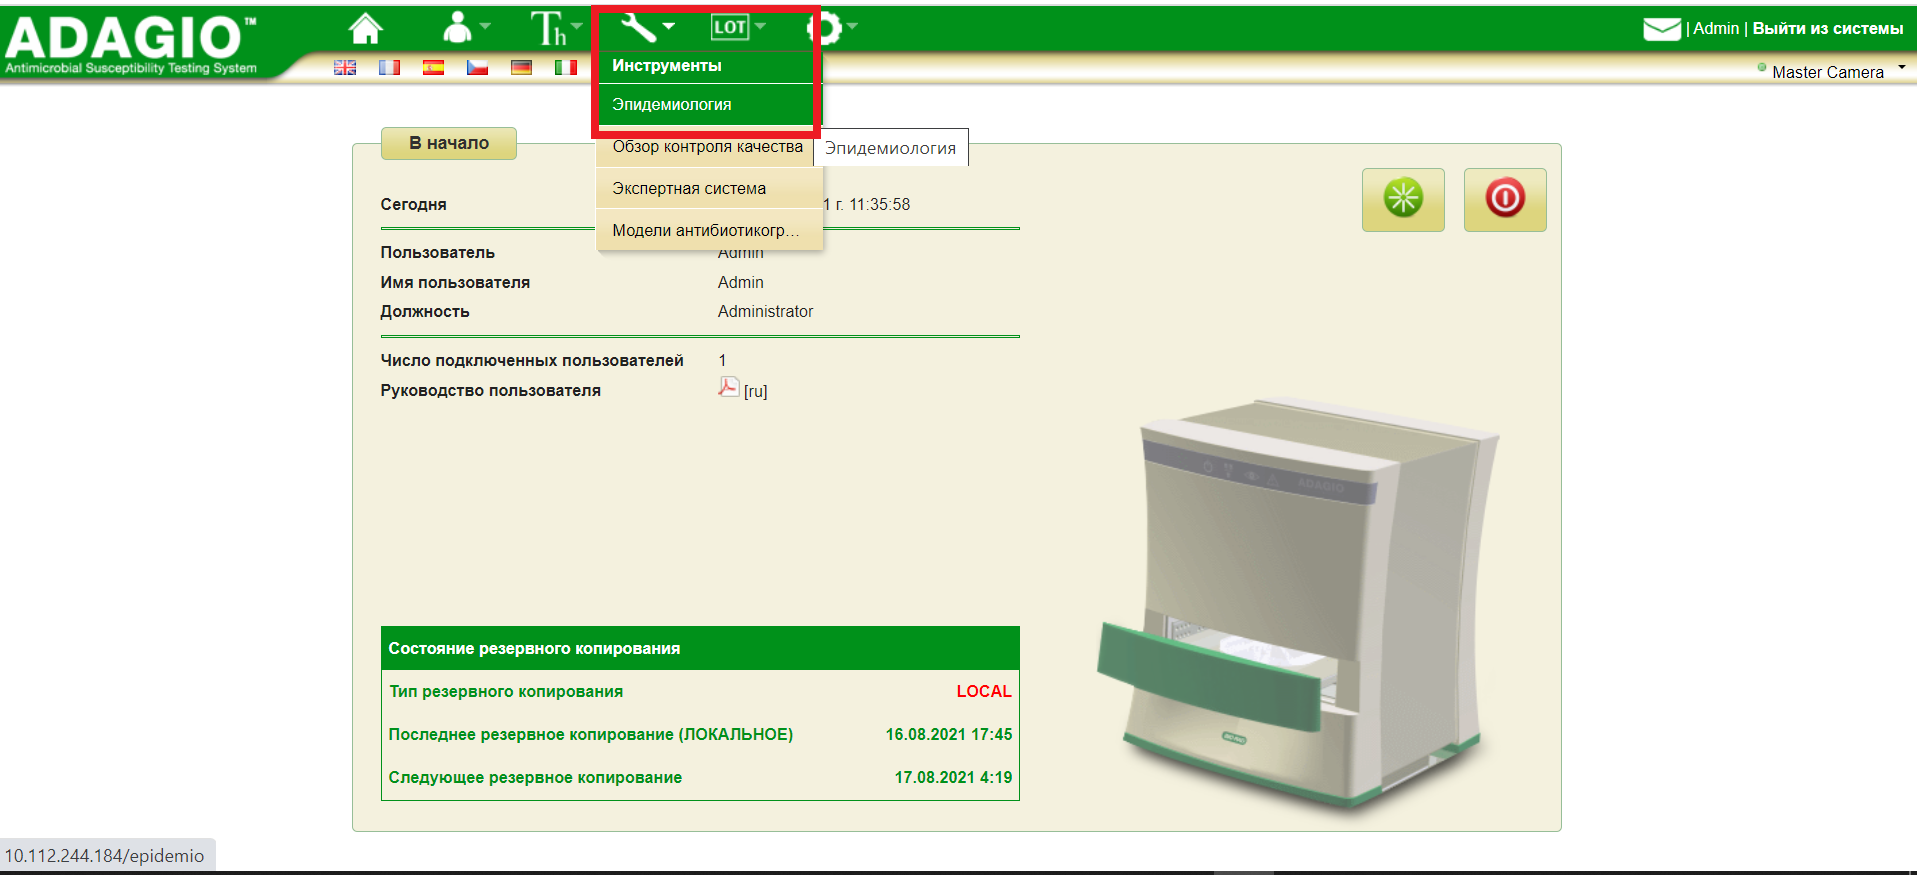 ADAGIO™
Antimicrobial Susceptibility Testing System
Th
LOT
| Admin | Выйти из системы
Master Camera
Инструменты
Эпидемиология
Обзор контроля качества
Эпидемиология
Экспертная система
Модели антибиотикогр…
В начало
Сегодня
1 г. 11:35:58
Пользователь
Admin
Имя пользователя
Admin
Должность
Administrator
Число подключенных пользователей
1
Руководство пользователя
[ru]
ADAGIO
BIO-RAD
Состояние резервного копирования
Тип резервного копирования
LOCAL
Последнее резервное копирование (ЛОКАЛЬНОЕ)
16.08.2021 17:45
Следующее резервное копирование
17.08.2021 4:19
10.112.244.184/epidemio